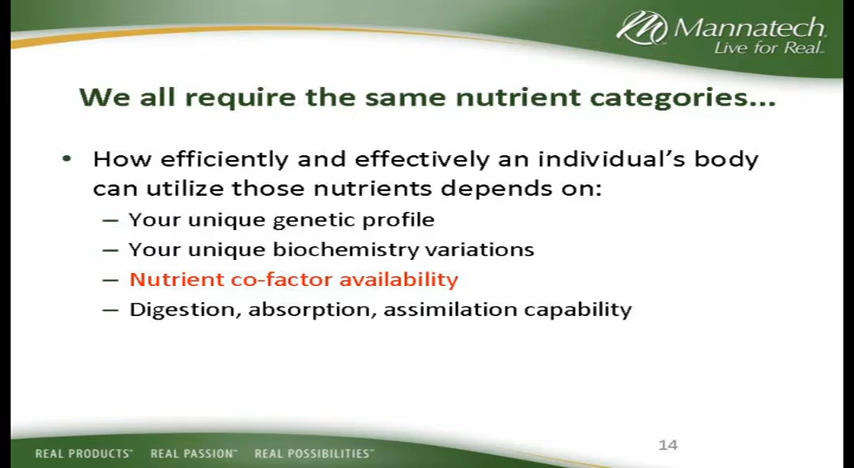 Mannatech
Live for Real™
We all require the same nutrient categories...
• How efficiently and effectively an individual's body
can utilize those nutrients depends on:
– Your unique genetic profile
– Your unique biochemistry variations
– Nutrient co-factor availability
– Digestion, absorption, assimilation capability
14
REAL PRODUCTS™ REAL PASSION™ REAL POSSIBILITIES™